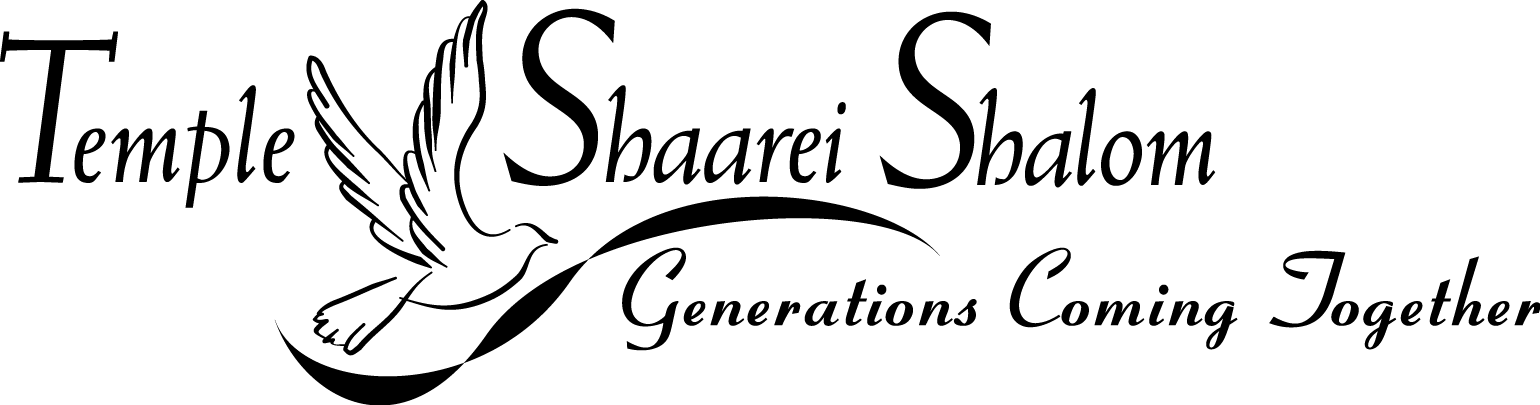 Temple Shaarei Shalom
Generations Coming Together